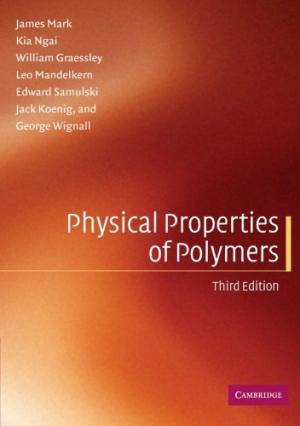 James Mark
Kia Ngai
William Graessley
Leo Mandelkern
Edward Samulski
Jack Koenig, and
George Wignall
Physical Properties
of Polymers
Third Edition
CAMBRIDGE